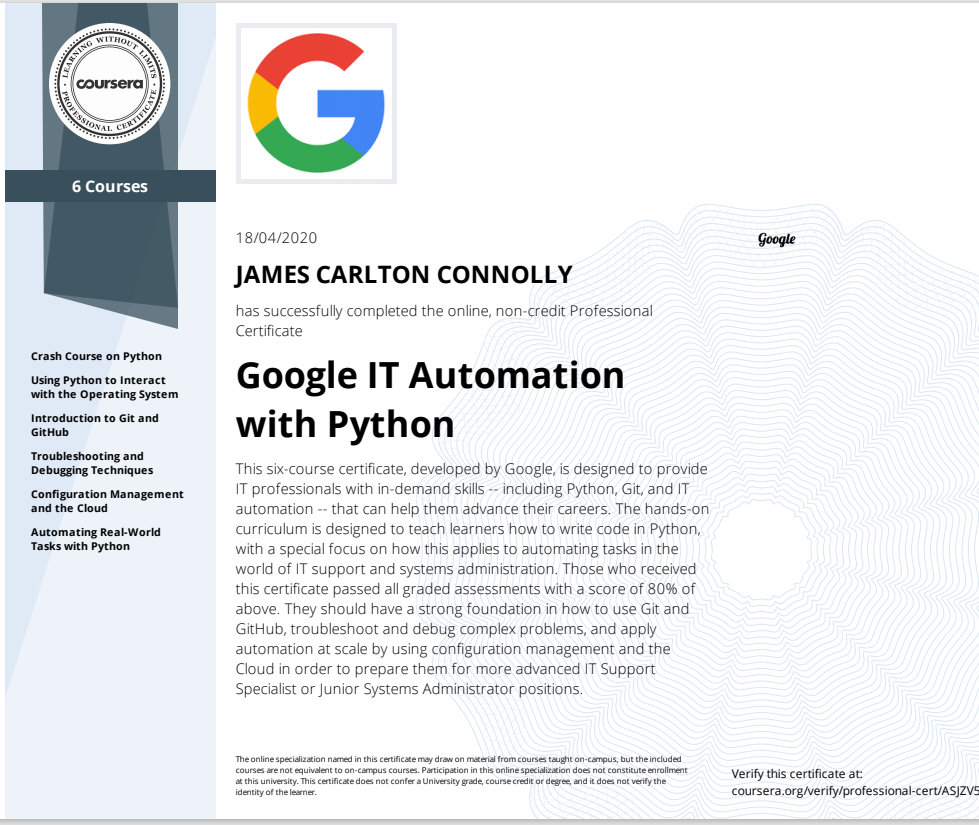 LEARNING WITHOUT LIMITS
coursera
PROFESSIONAL CERTIFICATE
6 Courses
Crash Course on Python
Using Python to Interact
with the Operating System
Introduction to Git and
GitHub
Troubleshooting and
Debugging Techniques
Configuration Management
and the Cloud
Automating Real-World
Tasks with Python
G
18/04/2020
Google
JAMES CARLTON CONNOLLY
has successfully completed the online, non-credit Professional
Certificate
Google IT Automation
with Python
This six-course certificate, developed by Google, is designed to provide
IT professionals with in-demand skills -- including Python, Git, and IT
automation -- that can help them advance their careers. The hands-on
curriculum is designed to teach learners how to write code in Python,
with a special focus on how this applies to automating tasks in the
world of IT support and systems administration. Those who received
this certificate passed all graded assessments with a score of 80% of
above. They should have a strong foundation in how to use Git and
GitHub, troubleshoot and debug complex problems, and apply
automation at scale by using configuration management and the
Cloud in order to prepare them for more advanced IT Support
Specialist or Junior Systems Administrator positions.
The online specialization named in this certificate may draw on material from courses taught on-campus, but the included
courses are not equivalent to on-campus courses. Participation in this online specialization does not constitute enrollment
at this university. This certificate does not confer a University grade, course credit or degree, and it does not verify the
identity of the learner.
Verify this certificate at:
coursera.org/verify/professional-cert/ASJZV5